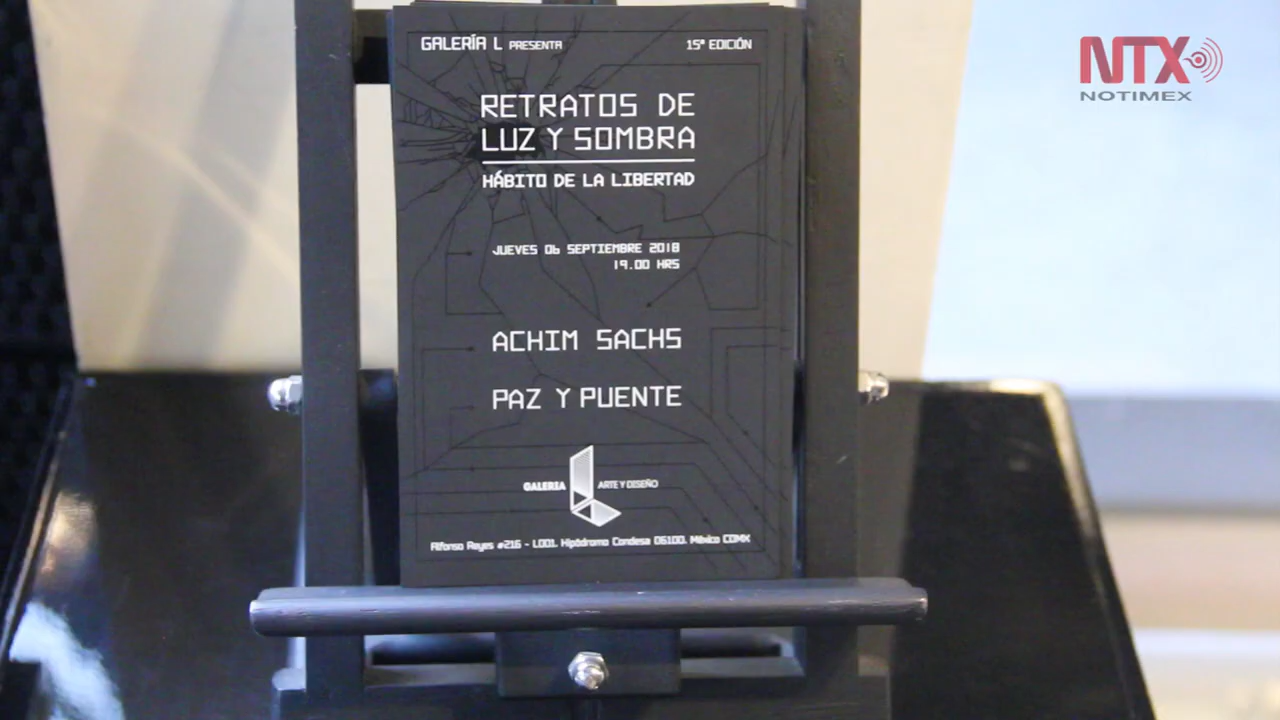 GALERÍA L PRESENTA
15ª EDICIÓN
NTX
NOTIMEX
RETRATOS DE
LUZ Y SOMBRA
HÁBITO DE LA LIBERTAD
JUEVES 06 SEPTIEMBRE 2018
19.00 HRS
ACHIM SACHS
PAZ Y PUENTE
GALERIA L ARTE Y DISEÑO
Alfonso Reyes #216 - L001. Hipódromo Condesa 06100. México CDMX